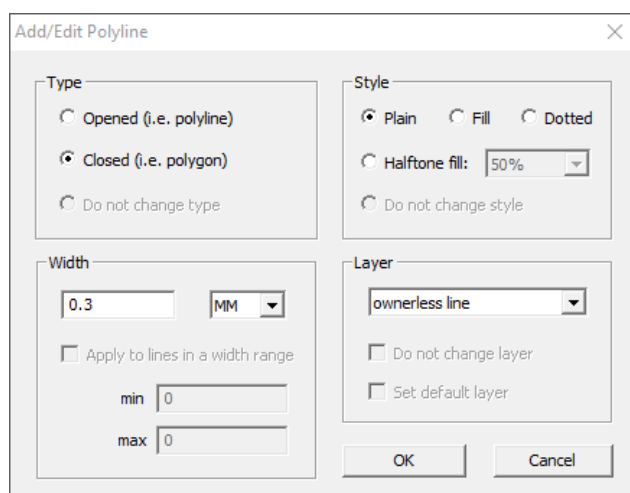 Add/Edit Polyline
Type
Opened (i.e. polyline)
Closed (i.e. polygon)
Do not change type
Style
Plain Fill Dotted
Halftone fill: 50%
Do not change style
Width
0.3 MM
Apply to lines in a width range
min 0
max 0
Layer
ownerless line
Do not change layer
Set default layer
OK Cancel